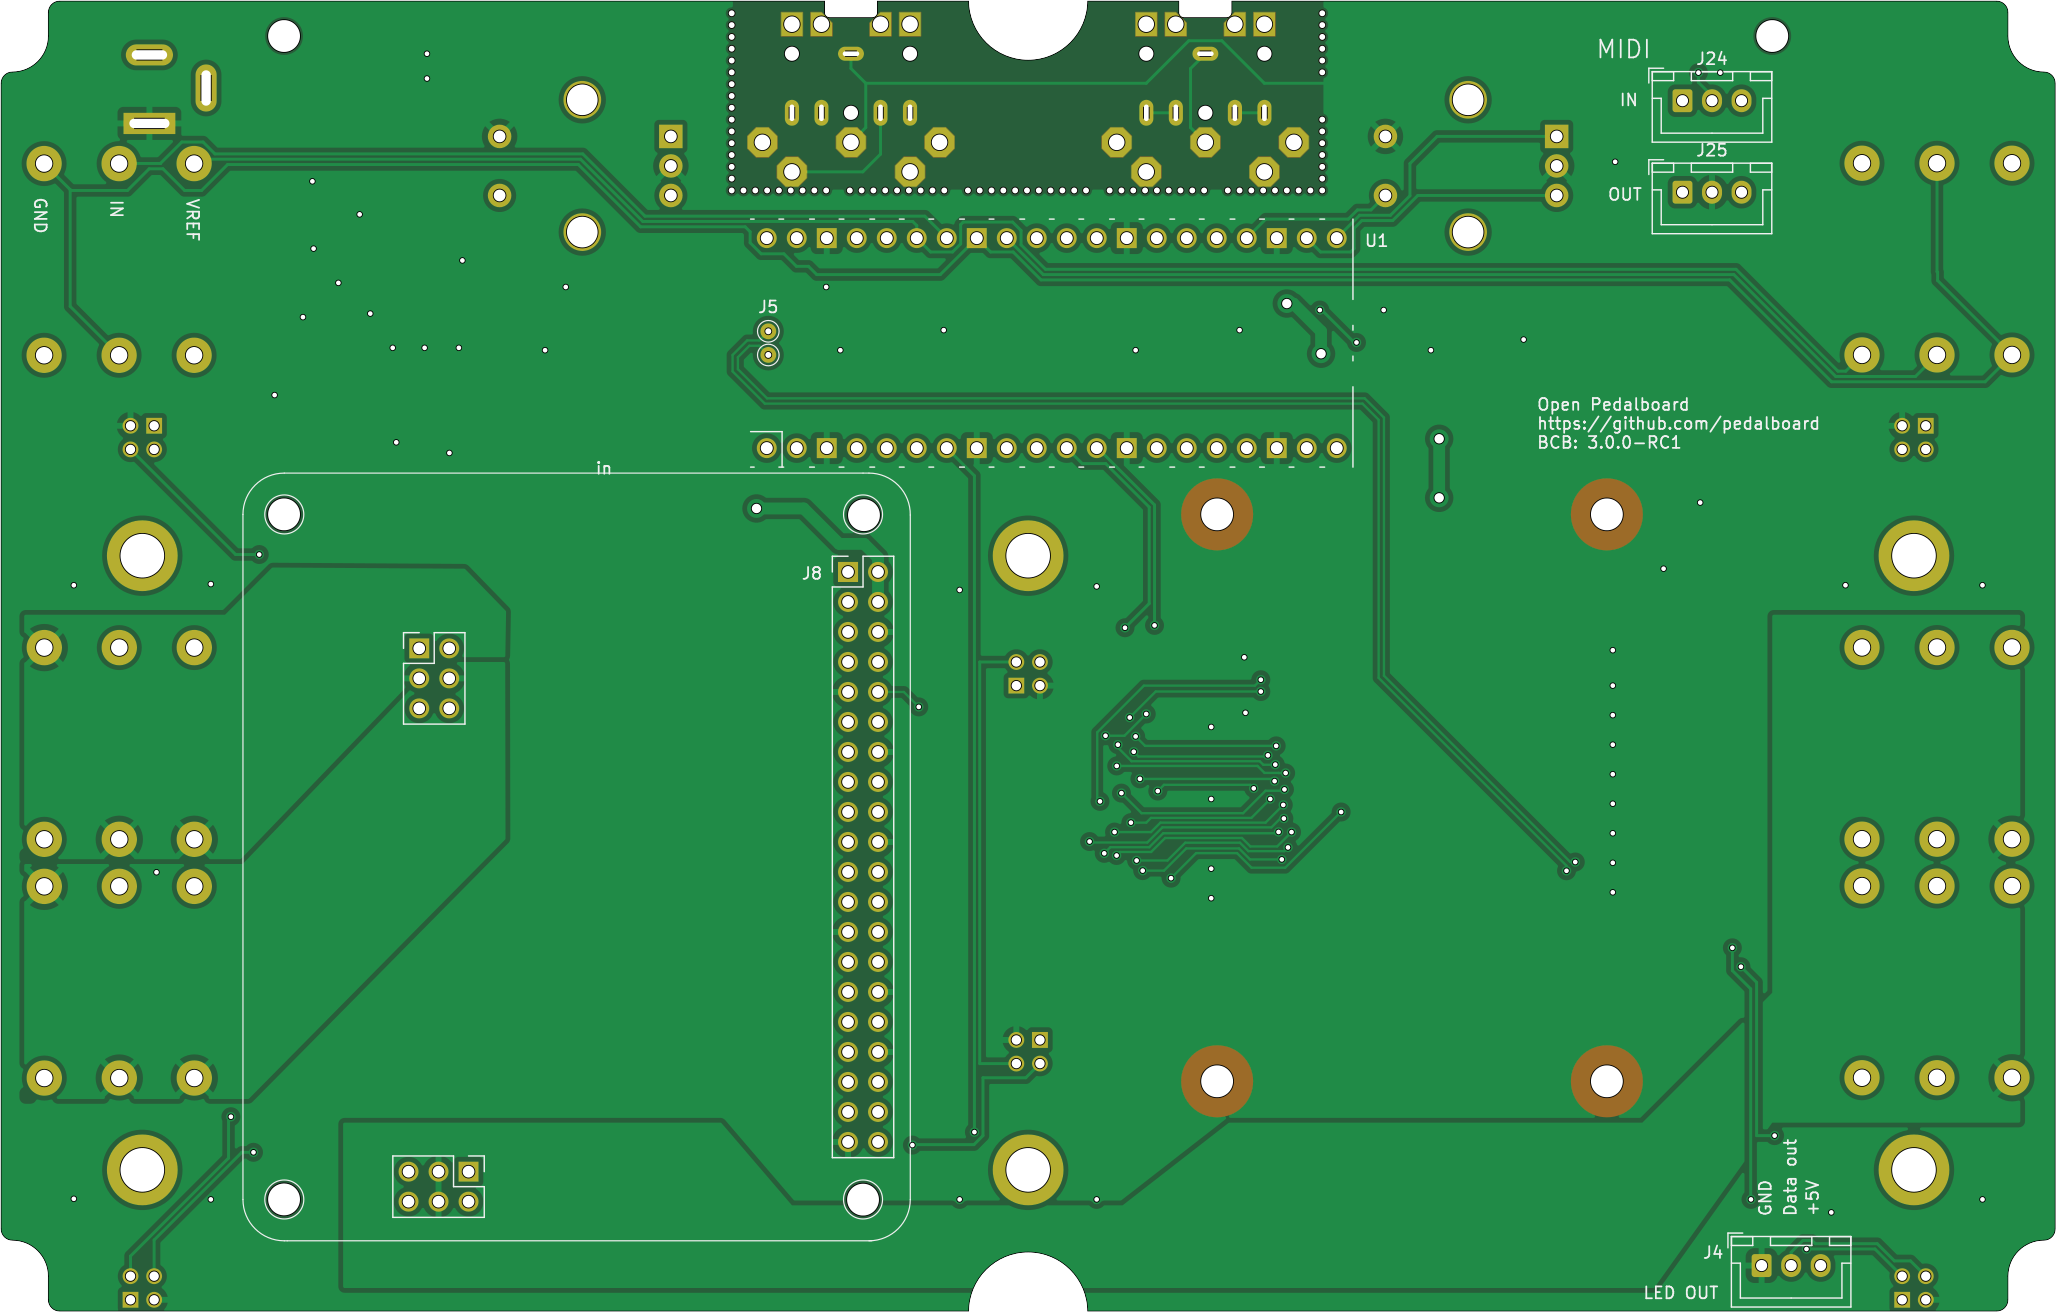 MIDI
J24
IN
J25
OUT
GND
IN
VREF
U1
J5
Open Pedalboard
https://github.com/pedalboard
BCB: 3.0.0-RC1
in
J8
GND
Data out
+5V
J4
LED OUT